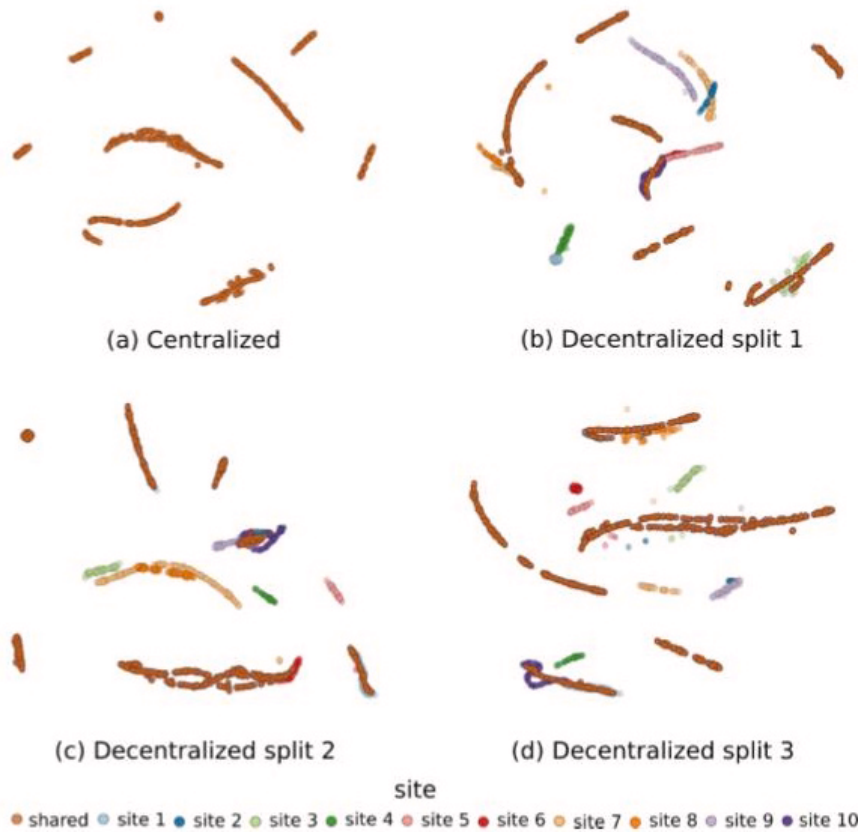 (a) Centralized
(b) Decentralized split 1
(c) Decentralized split 2
(d) Decentralized split 3
site
shared site 1 site 2 site 3 site 4 site 5 site 6 site 7 site 8 site 9 site 10